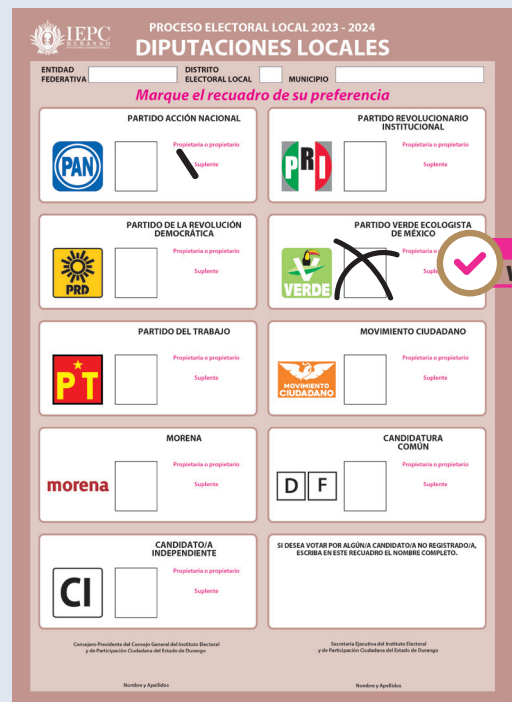 IEPC
DURANGO
PROCESO ELECTORAL LOCAL 2023 - 2024
DIPUTACIONES LOCALES
ENTIDAD
FEDERATIVA
DISTRITO
ELECTORAL LOCAL
MUNICIPIO
Marque el recuadro de su preferencia
PARTIDO ACCIÓN NACIONAL
PAN
Propietaria o propietario
Suplente
PARTIDO REVOLUCIONARIO
INSTITUCIONAL
PRI
Propietaria o propietario
Suplente
PARTIDO DE LA REVOLUCIÓN
DEMOCRÁTICA
PRD
Propietaria o propietario
Suplente
PARTIDO VERDE ECOLOGISTA
DE MÉXICO
VERDE
Propietaria o
PARTIDO DEL TRABAJO
PT
Propietaria o propietario
Suplente
MOVIMIENTO CIUDADANO
MOVIMIENTO
CIUDADANO
Propietaria o propietario
Suplente
MORENA
morena
Propietaria o propietario
Suplente
CANDIDATURA
COMÚN
D F
Propietaria o propietario
Suplente
CANDIDATO/A
INDEPENDIENTE
CI
Propietaria o propietario
Suplente
SI DESEA VOTAR POR ALGÚN/A CANDIDATO/A NO REGISTRADO/A,
ESCRIBA EN ESTE RECUADRO EL NOMBRE COMPLETO.
Consejero Presidente del Consejo General del Instituto Electoral
y de Participación Ciudadana del Estado de Durango
Nombre y Apellidos
Secretaria Ejecutiva del Instituto Electoral
y de Participación Ciudadana del Estado de Durango
Nombre y Apellidos